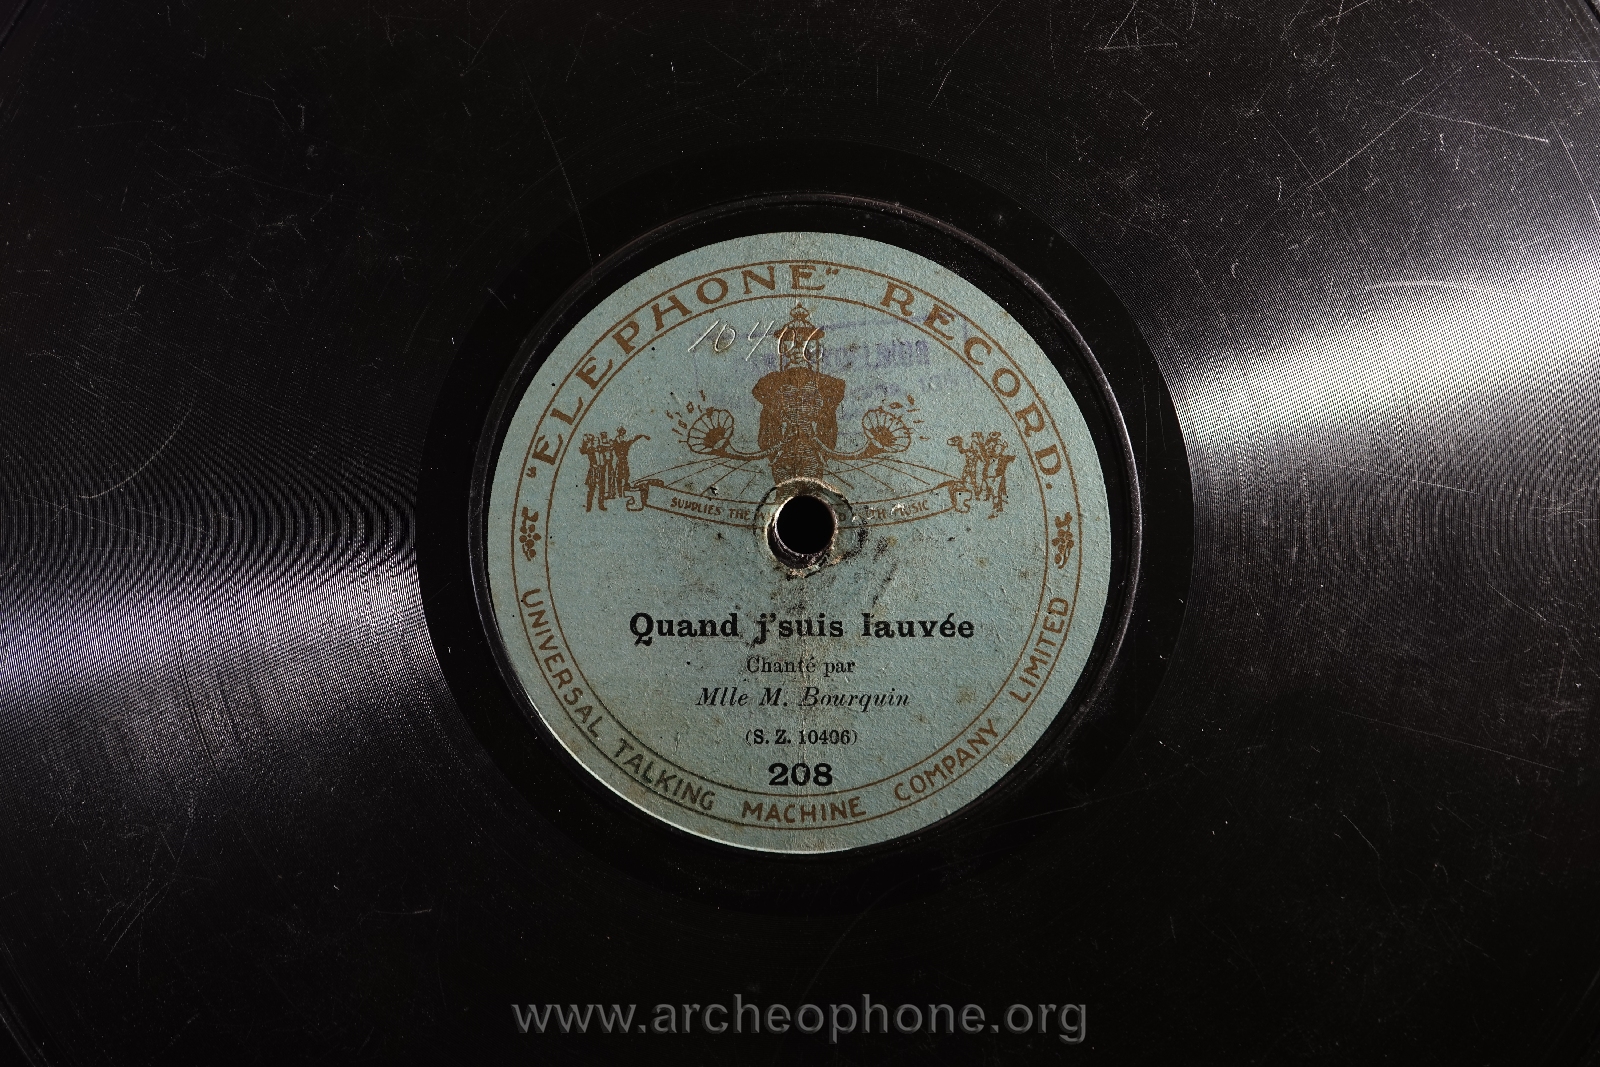 "ELEPHONE" RECORD.
10406
SUPPLIES THE MUSIC
Quand j'suis lauvée
Chanté par
Mlle M. Bourquin
(S. Z. 10406)
208
UNIVERSAL TALKING MACHINE COMPANY LIMITED
www.archeophone.org